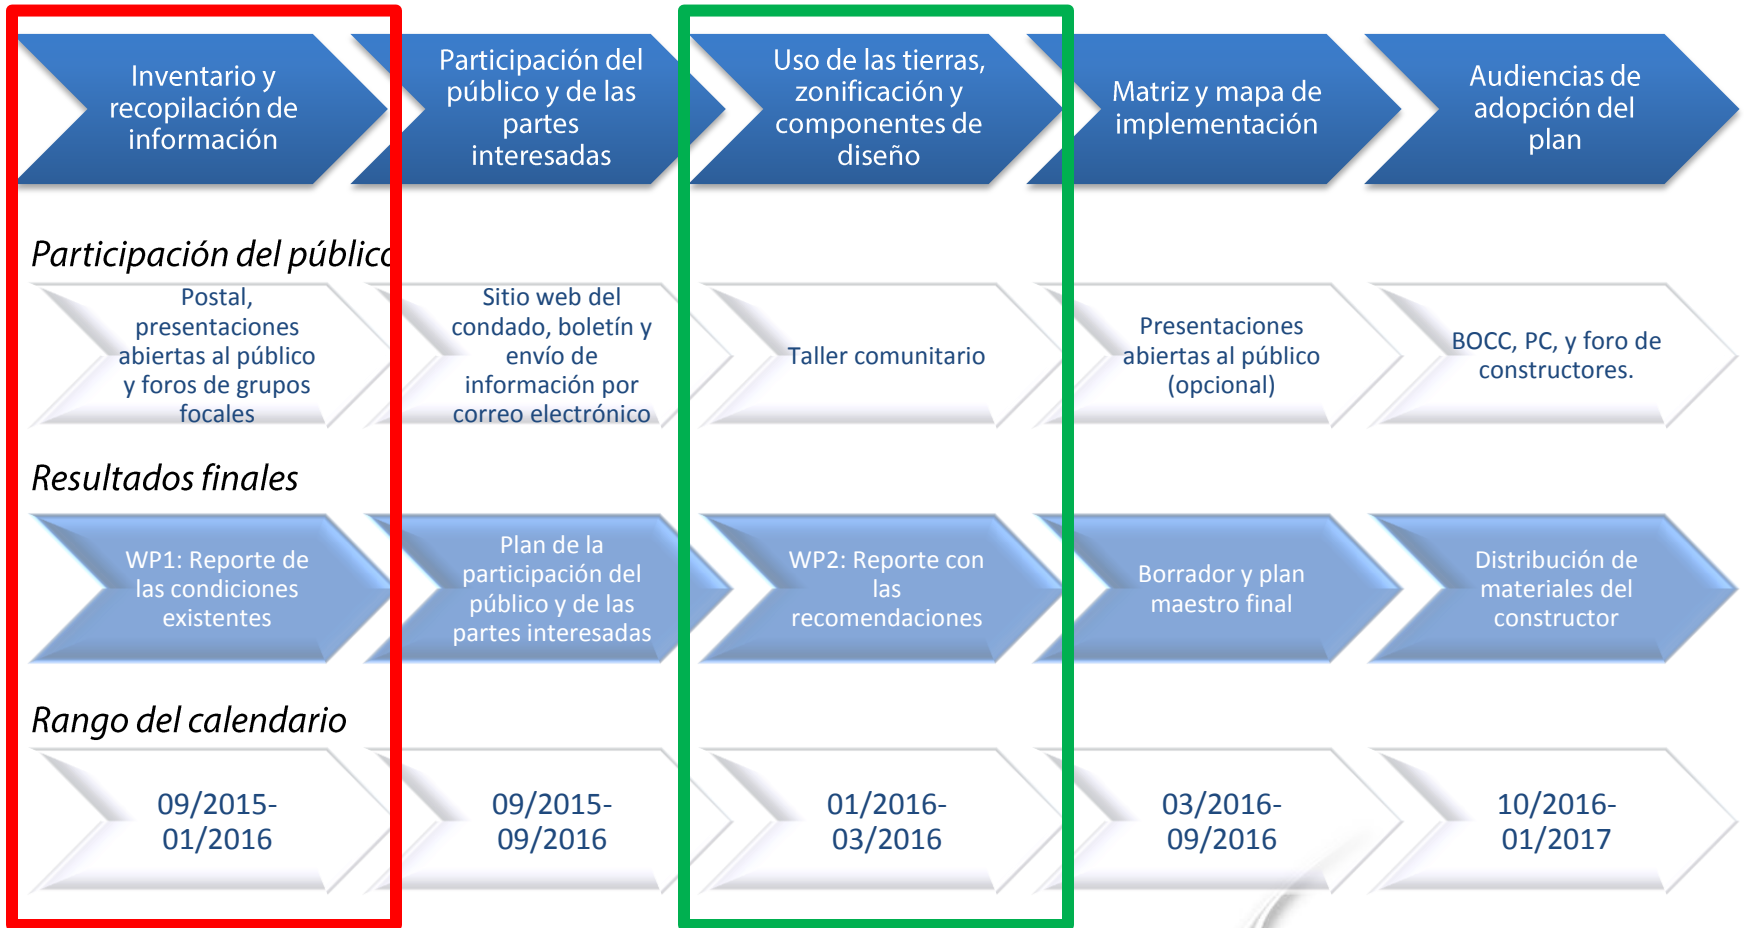 Inventario y
recopilación de
información
Participación del
público y de las
partes
interesadas
Uso de las tierras,
zonificación y
componentes de
diseño
Matriz y mapa de
implementación
Audiencias de
adopción del
plan
Participación del público
Postal,
presentaciones
abiertas al público
y foros de grupos
focales
Sitio web del
condado, boletín y
envío de
información por
correo electrónico
Taller comunitario
Presentaciones
abiertas al público
(opcional)
BOCC, PC, y foro de
constructores.
Resultados finales
WP1: Reporte de
las condiciones
existentes
Plan de la
participación del
público y de las
partes interesadas
WP2: Reporte con
las
recomendaciones
Borrador y plan
maestro final
Distribución de
materiales del
constructor
Rango del calendario
09/2015-
01/2016
09/2015-
09/2016
01/2016-
03/2016
03/2016-
09/2016
10/2016-
01/2017